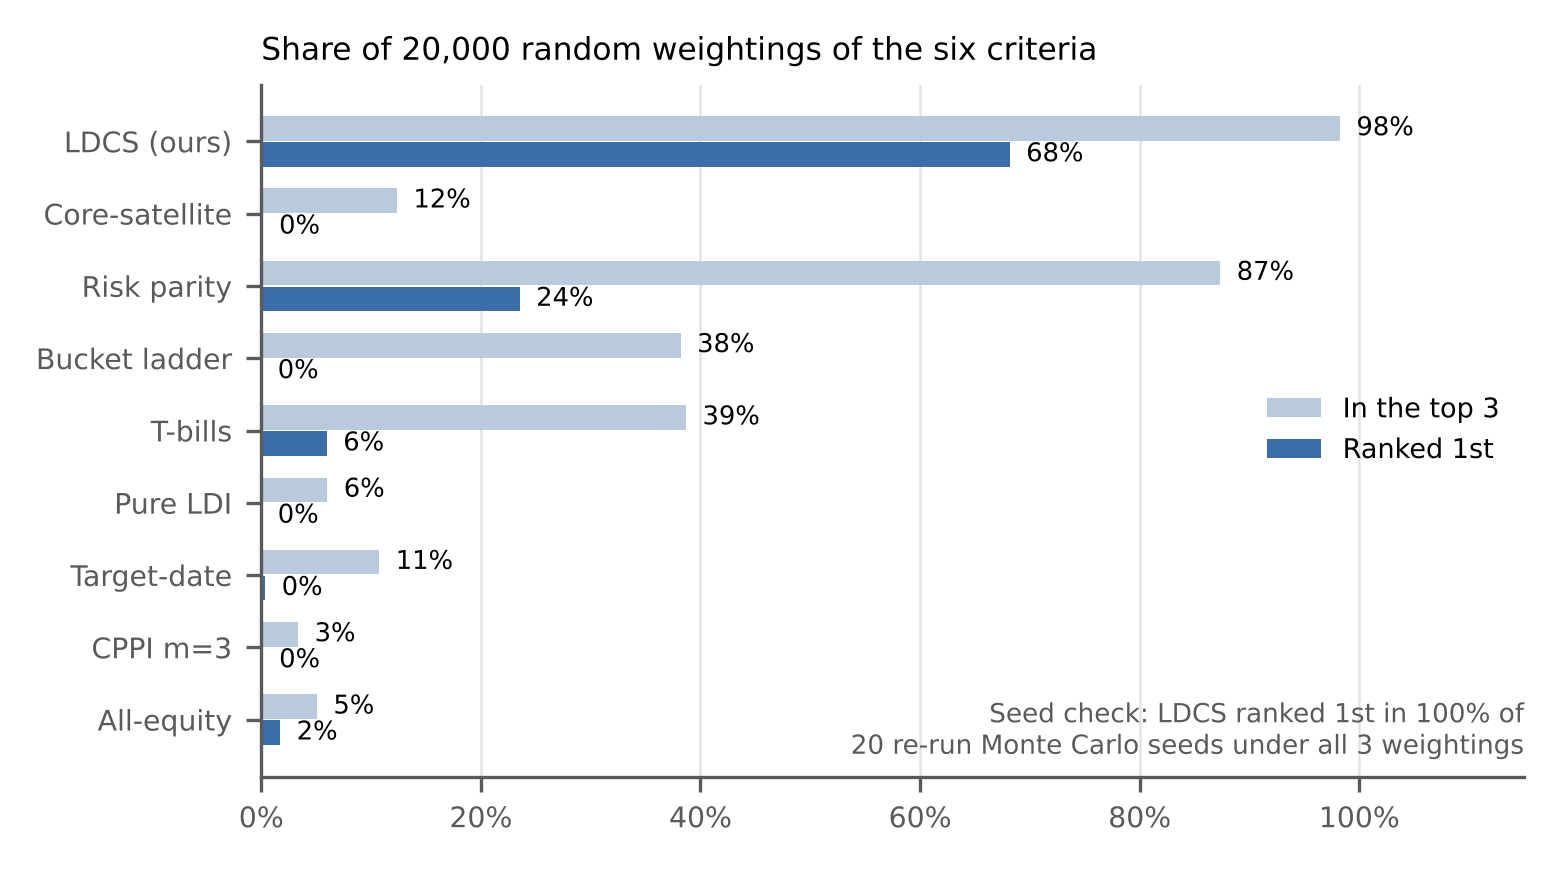 Share of 20,000 random weightings of the six criteria
LDCS (ours)
98%
68%
Core-satellite
12%
0%
Risk parity
87%
24%
Bucket ladder
38%
0%
T-bills
39%
6%
Pure LDI
6%
0%
Target-date
11%
0%
CPPI m=3
3%
0%
All-equity
5%
2%
In the top 3
Ranked 1st
Seed check: LDCS ranked 1st in 100% of
20 re-run Monte Carlo seeds under all 3 weightings
0% 20% 40% 60% 80% 100%